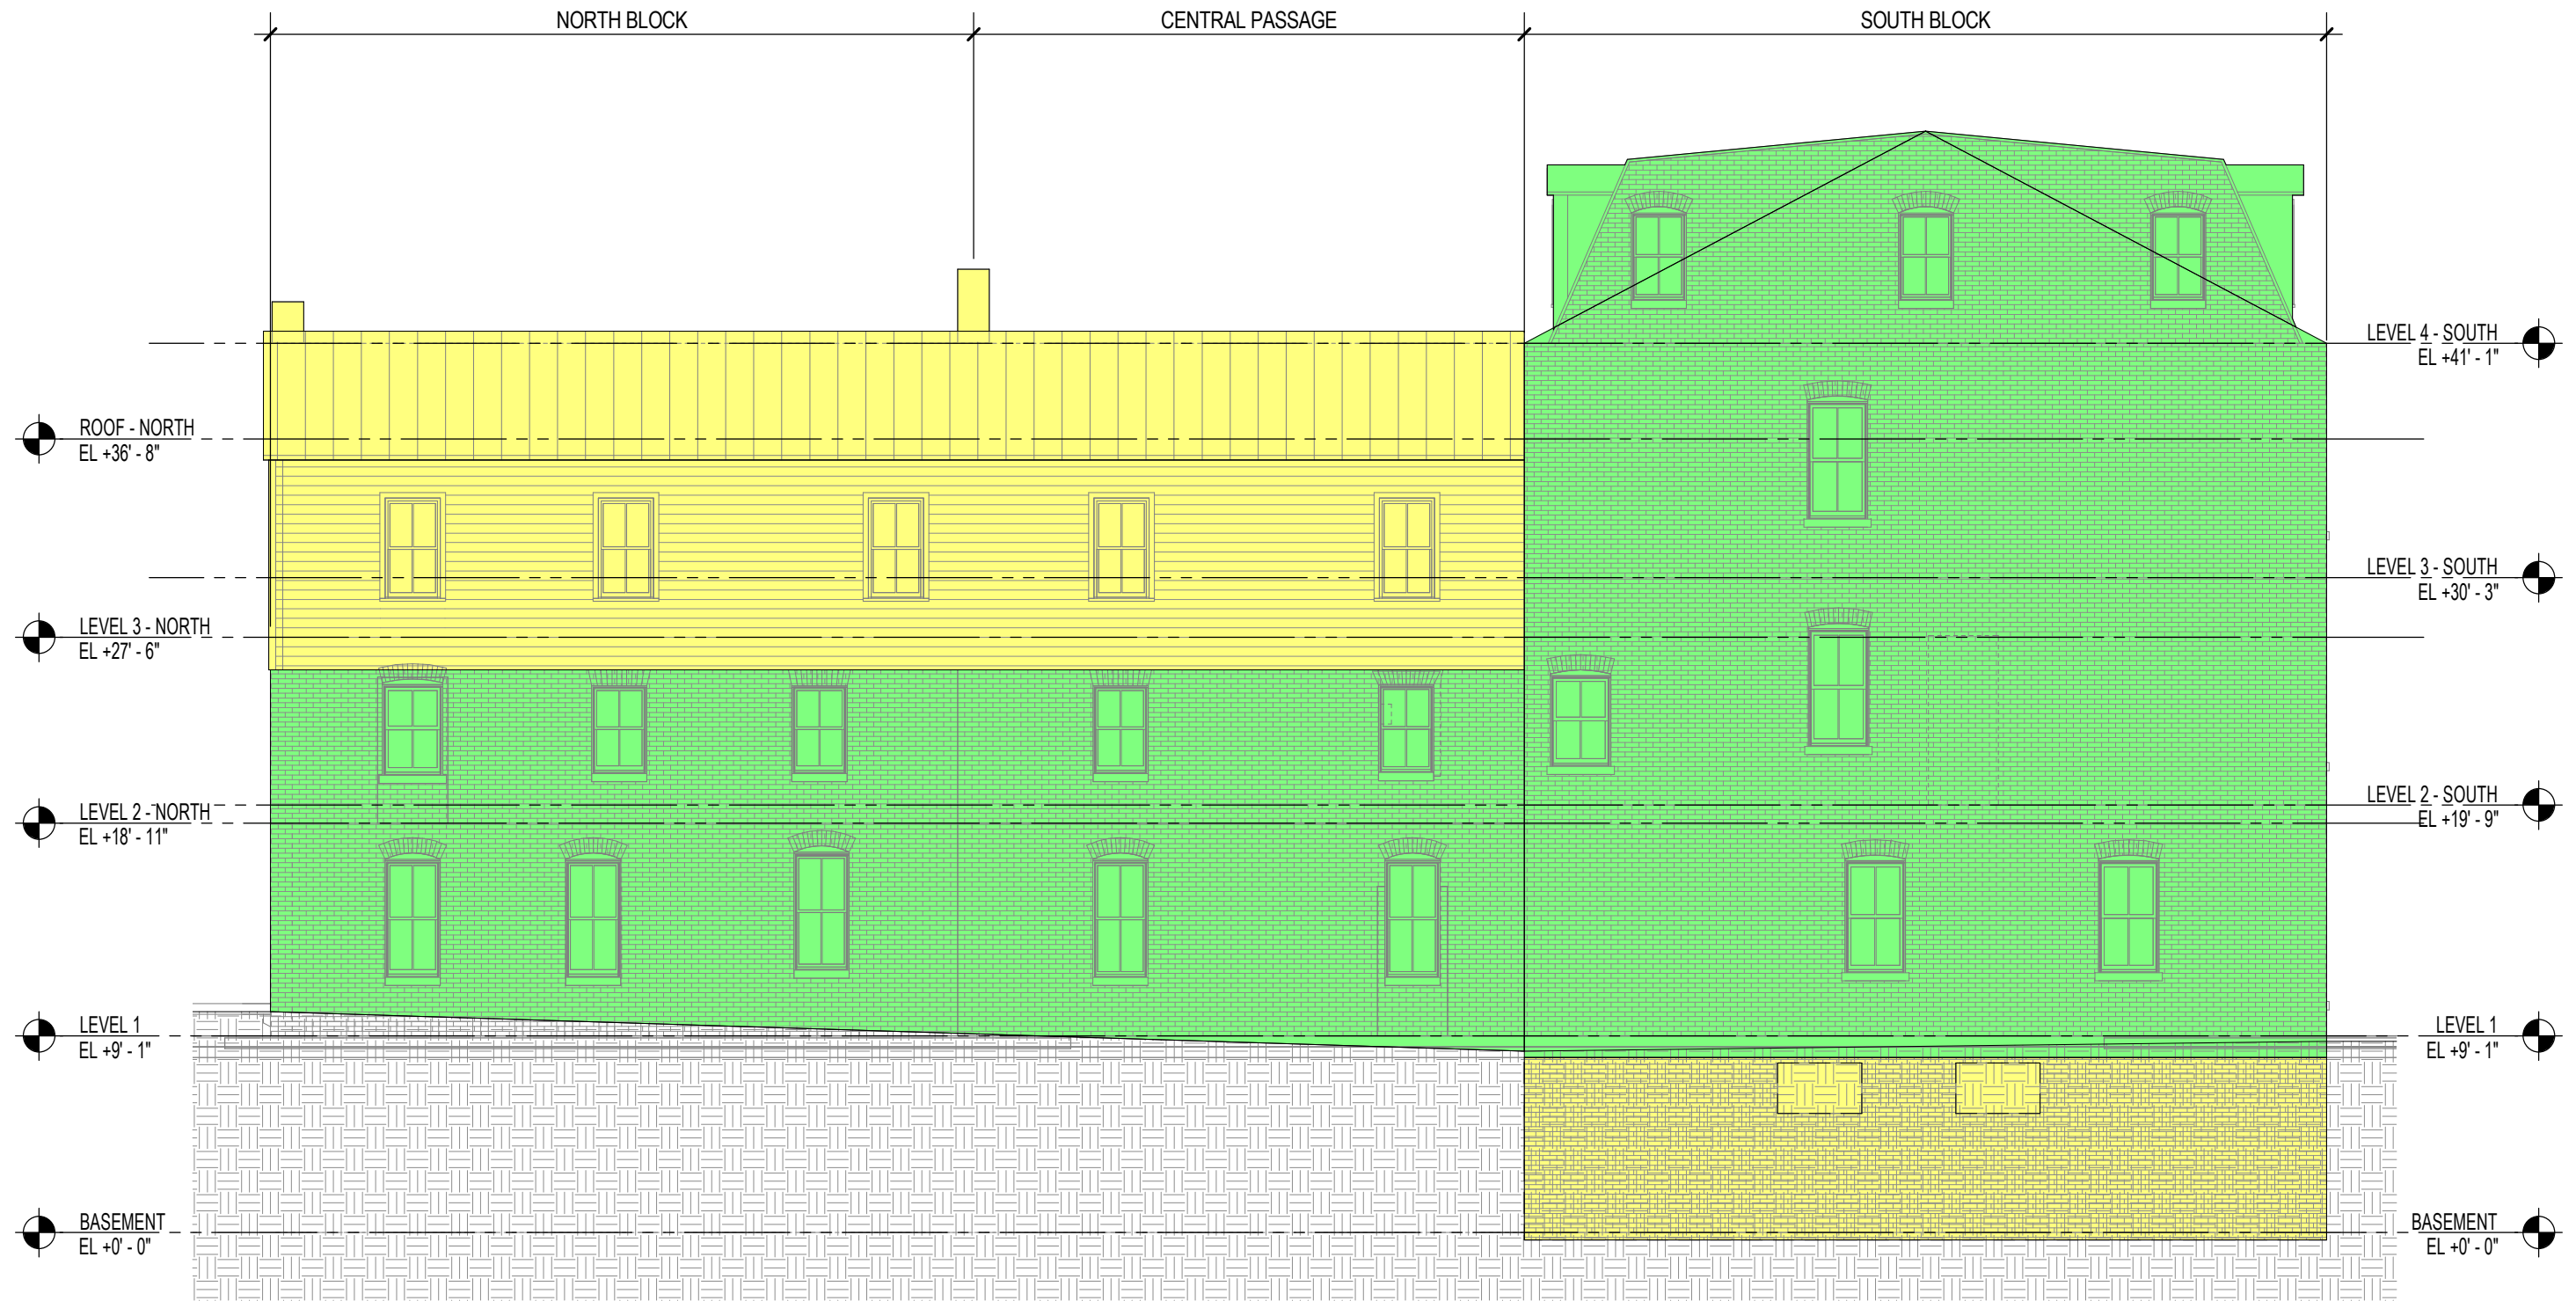 NORTH BLOCK
CENTRAL PASSAGE
SOUTH BLOCK
LEVEL 4 - SOUTH
EL +41' - 1"
ROOF - NORTH
EL +36' - 8"
LEVEL 3 - SOUTH
EL +30' - 3"
LEVEL 3 - NORTH
EL +27' - 6"
LEVEL 2 - SOUTH
EL +19' - 9"
LEVEL 2 - NORTH
EL +18' - 11"
LEVEL 1
EL +9' - 1"
LEVEL 1
EL +9' - 1"
BASEMENT
EL +0' - 0"
BASEMENT
EL +0' - 0"